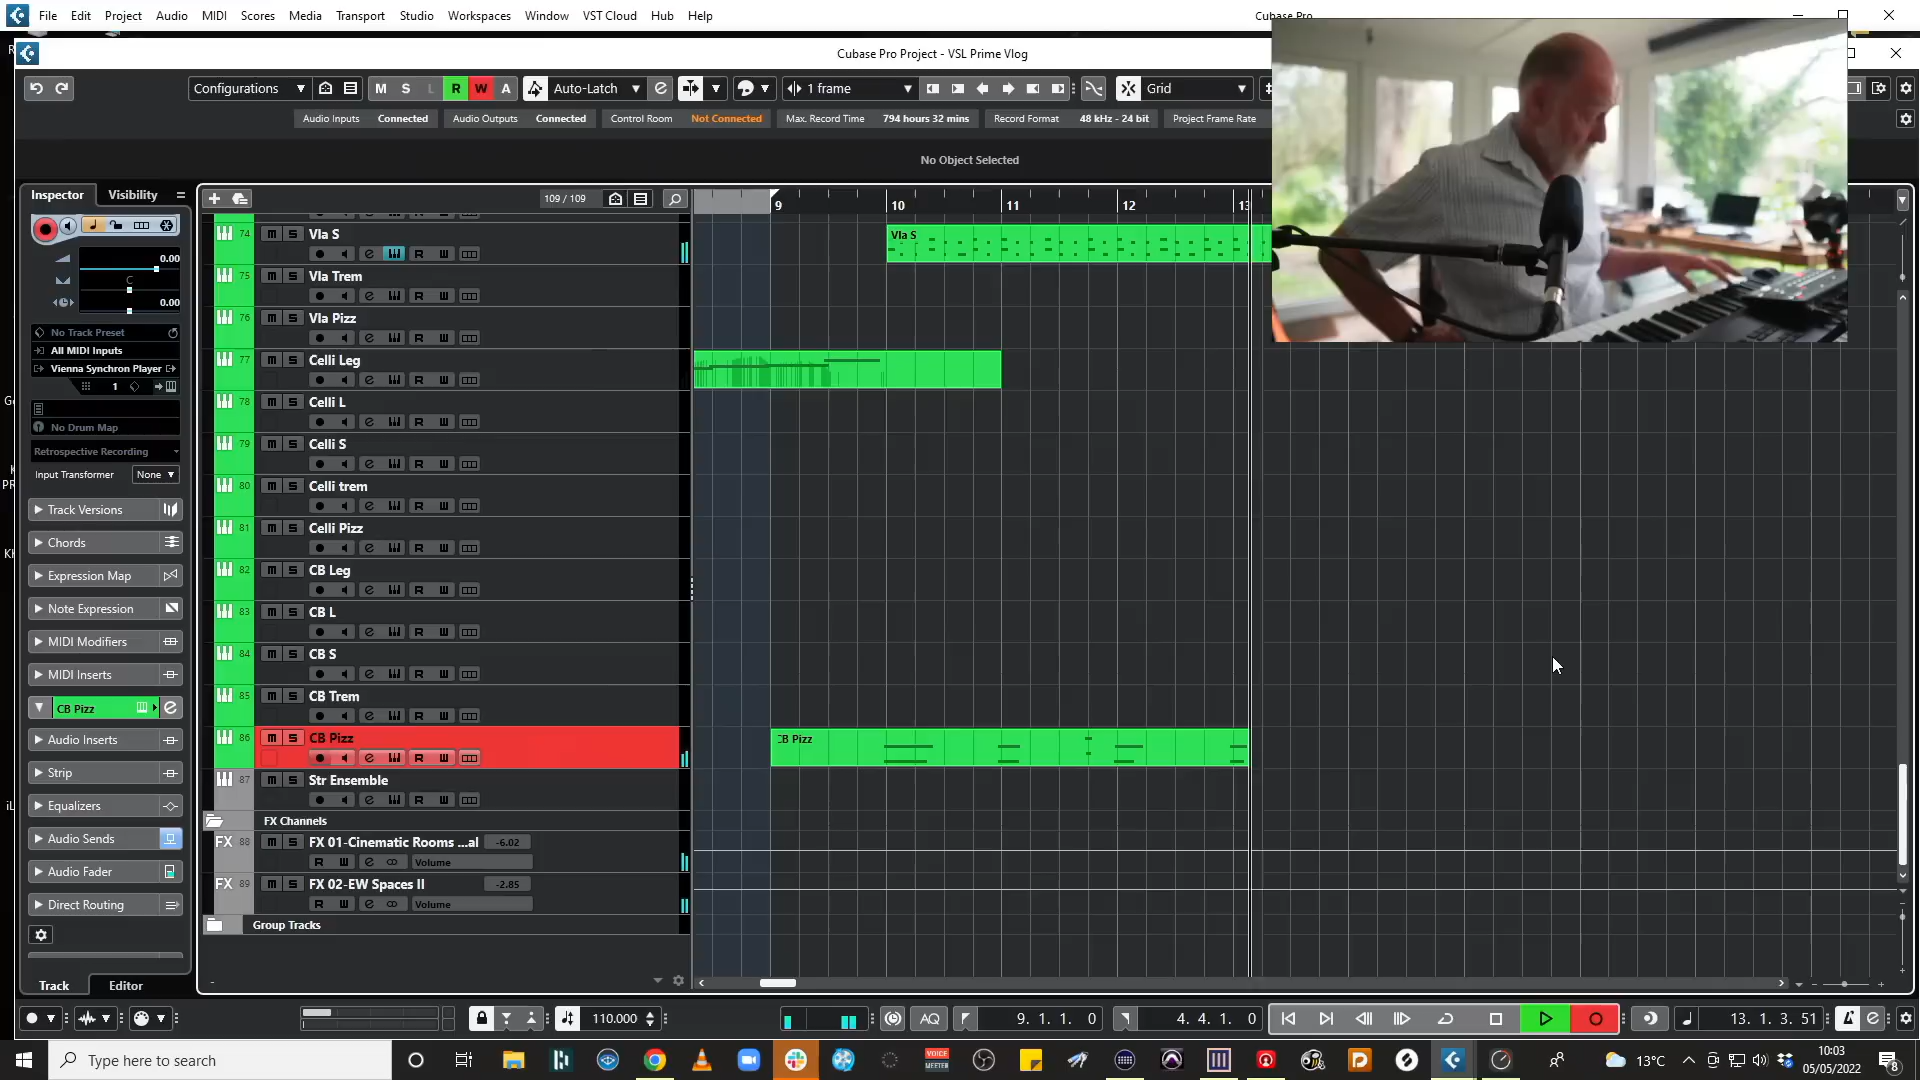 File Edit Project Audio MIDI Scores Media Transport Studio Workspaces Window VST Cloud Hub Help
Cubase Pro
Cubase Pro Project - VSL Prime Vlog
Configurations M S L R W A Auto-Latch 1 frame Grid
Audio Inputs Connected Audio Outputs Connected Control Room Not Connected Max. Record Time 794 hours 32 mins Record Format 48 kHz - 24 bit Project Frame Rate
No Object Selected
Inspector Visibility
109 / 109
9 10 11 12 13
0.00
C
0.00
No Track Preset
All MIDI Inputs
Vienna Synchron Player
1
No Drum Map
Retrospective Recording
Input Transformer None
Track Versions
Chords
Expression Map
Note Expression
MIDI Modifiers
MIDI Inserts
CB Pizz
Audio Inserts
Strip
Equalizers
Audio Sends
Audio Fader
Direct Routing
Track Editor
74 m S Vla S
R W
75 m S Vla Trem
R W
76 m S Vla Pizz
R W
77 m S Celli Leg
R W
78 m S Celli L
R W
79 m S Celli S
R W
80 m S Celli trem
R W
81 m S Celli Pizz
R W
82 m S CB Leg
R W
83 m S CB L
R W
84 m S CB S
R W
85 m S CB Trem
R W
86 m S CB Pizz
R W
87 m S Str Ensemble
R W
FX Channels
FX 88 m S FX 01-Cinematic Rooms ...al -6.02
R W Volume
FX 89 m S FX 02-EW Spaces II -2.85
R W Volume
Group Tracks
Vla S
CB Pizz
110.000
AQ
9. 1. 1. 0
4. 4. 1. 0
13. 1. 3. 51
Type here to search
VOICE MEETER
13°C
10:03
05/05/2022
8